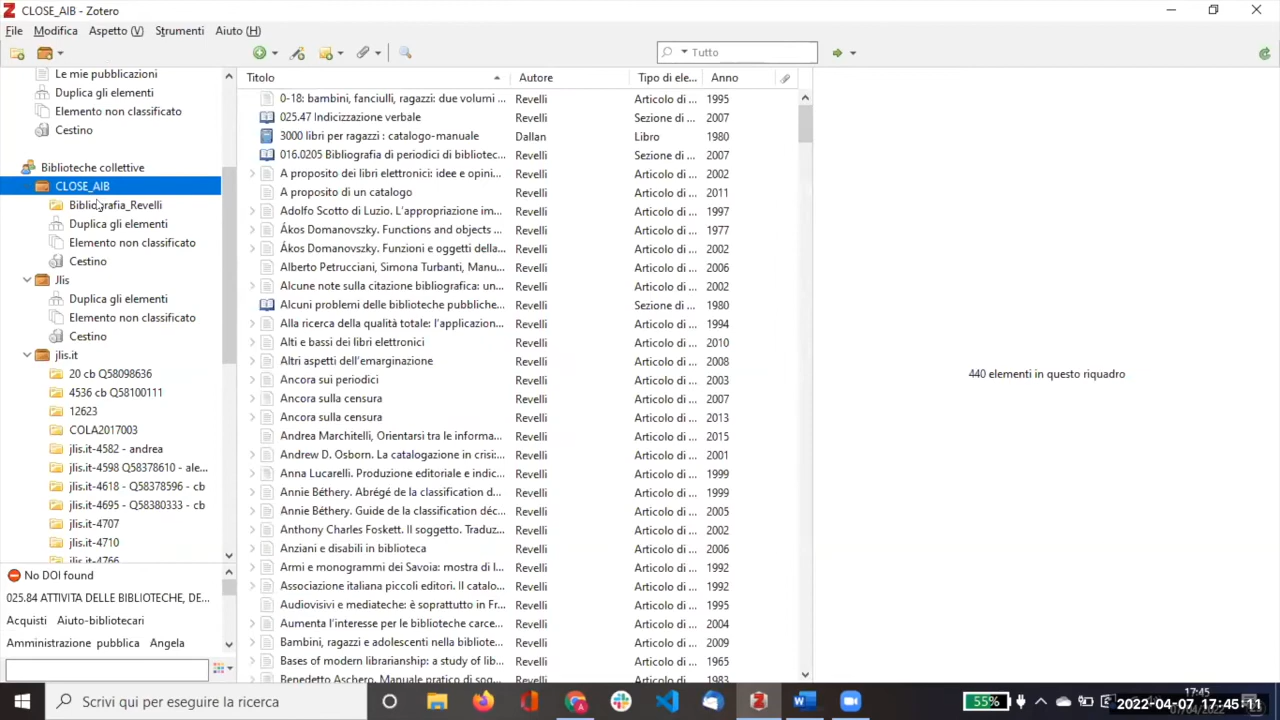 CLOSE_AIB - Zotero
File Modifica Aspetto (V) Strumenti Aiuto (H)
Tutto
Le mie pubblicazioni
Duplica gli elementi
Elemento non classificato
Cestino
Biblioteche collettive
CLOSE_AIB
Bibliografia_Revelli
Duplica gli elementi
Elemento non classificato
Cestino
Jlis
Duplica gli elementi
Elemento non classificato
Cestino
jlis.it
20 cb Q58098636
4536 cb Q58100111
12623
COLA2017003
jlis.it-4582 - andrea
jlis.it-4598 Q58378610 - ale...
jlis.it-4618 - Q58378596 - cb
jlis.it-4695 - Q58380333 - cb
jlis.it-4707
jlis.it-4710
jlis.it-4766
No DOI found
025.84 ATTIVITA DELLE BIBLIOTECHE, DE...
Acquisti Aiuto-bibliotecari
Amministrazione pubblica Angela
Titolo Autore Tipo di ele... Anno
0-18: bambini, fanciulli, ragazzi: due volumi ... Revelli Articolo di ... 1995
025.47 Indicizzazione verbale Revelli Sezione di ... 2007
3000 libri per ragazzi : catalogo-manuale Dallan Libro 1980
016.0205 Bibliografia di periodici di bibliotec... Revelli Sezione di ... 2007
A proposito dei libri elettronici: idee e opini... Revelli Articolo di ... 2002
A proposito di un catalogo Revelli Articolo di ... 2011
Adolfo Scotto di Luzio. L'appropriazione im... Revelli Articolo di ... 1997
Ákos Domanovszky. Functions and objects ... Revelli Articolo di ... 1977
Ákos Domanovszky. Funzioni e oggetti della... Revelli Articolo di ... 2002
Alberto Petrucciani, Simona Turbanti, Manu... Revelli Articolo di ... 2006
Alcune note sulla citazione bibliografica: un... Revelli Articolo di ... 2002
Alcuni problemi delle biblioteche pubbliche... Revelli Sezione di ... 1980
Alla ricerca della qualità totale: l'applicazion... Revelli Articolo di ... 1994
Alti e bassi dei libri elettronici Revelli Articolo di ... 2010
Altri aspetti dell'emarginazione Revelli Articolo di ... 2008
Ancora sui periodici Revelli Articolo di ... 2003
Ancora sulla censura Revelli Articolo di ... 2007
Ancora sulla censura Revelli Articolo di ... 2013
Andrea Marchitelli, Orientarsi tra le informa... Revelli Articolo di ... 2015
Andrew D. Osborn. La catalogazione in crisi:... Revelli Articolo di ... 2001
Anna Lucarelli. Produzione editoriale e indic... Revelli Articolo di ... 1999
Annie Béthery. Abrégé de la classification d... Revelli Articolo di ... 1999
Annie Béthery. Guide de la classification déc... Revelli Articolo di ... 2005
Anthony Charles Foskett. Il soggetto. Traduz... Revelli Articolo di ... 2002
Anziani e disabili in biblioteca Revelli Articolo di ... 2006
Armi e monogrammi dei Savoia: mostra di l... Revelli Articolo di ... 1992
Associazione italiana piccoli editori. Il catalo... Revelli Articolo di ... 1992
Audiovisivi e mediateche: è soprattutto in Fr... Revelli Articolo di ... 1995
Aumenta l'interesse per le biblioteche carce... Revelli Articolo di ... 2004
Bambini, ragazzi e adolescenti nella bibliote... Revelli Articolo di ... 2009
Bases of modern librarianship: a study of lib... Revelli Articolo di ... 1965
Benedetto Aschero. Manuale pratico di sog... Revelli Articolo di ... 1983
440 elementi in questo riquadro
Scrivi qui per eseguire la ricerca
55%
17:45
2022-04-07, 17:45:11